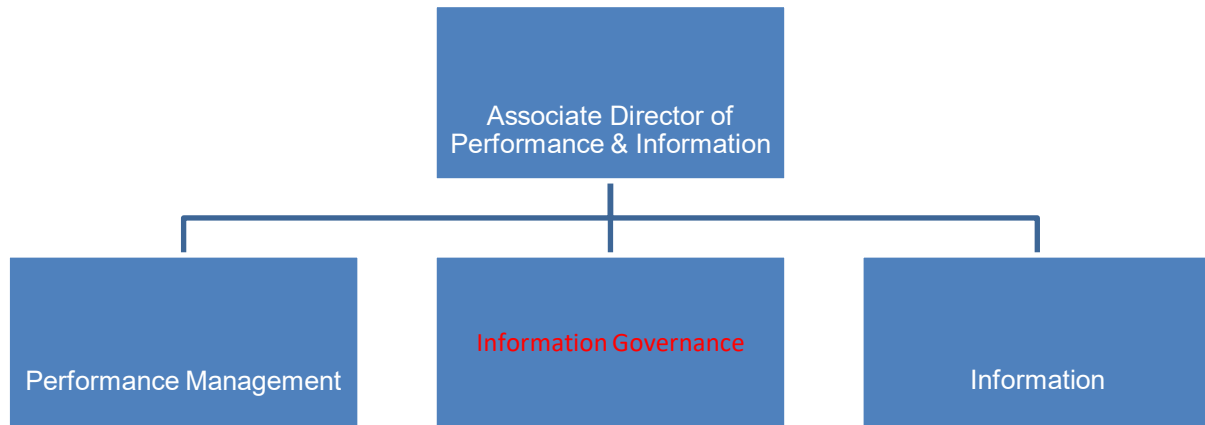 Associate Director of
Performance & Information
Performance Management
Information Governance
Information